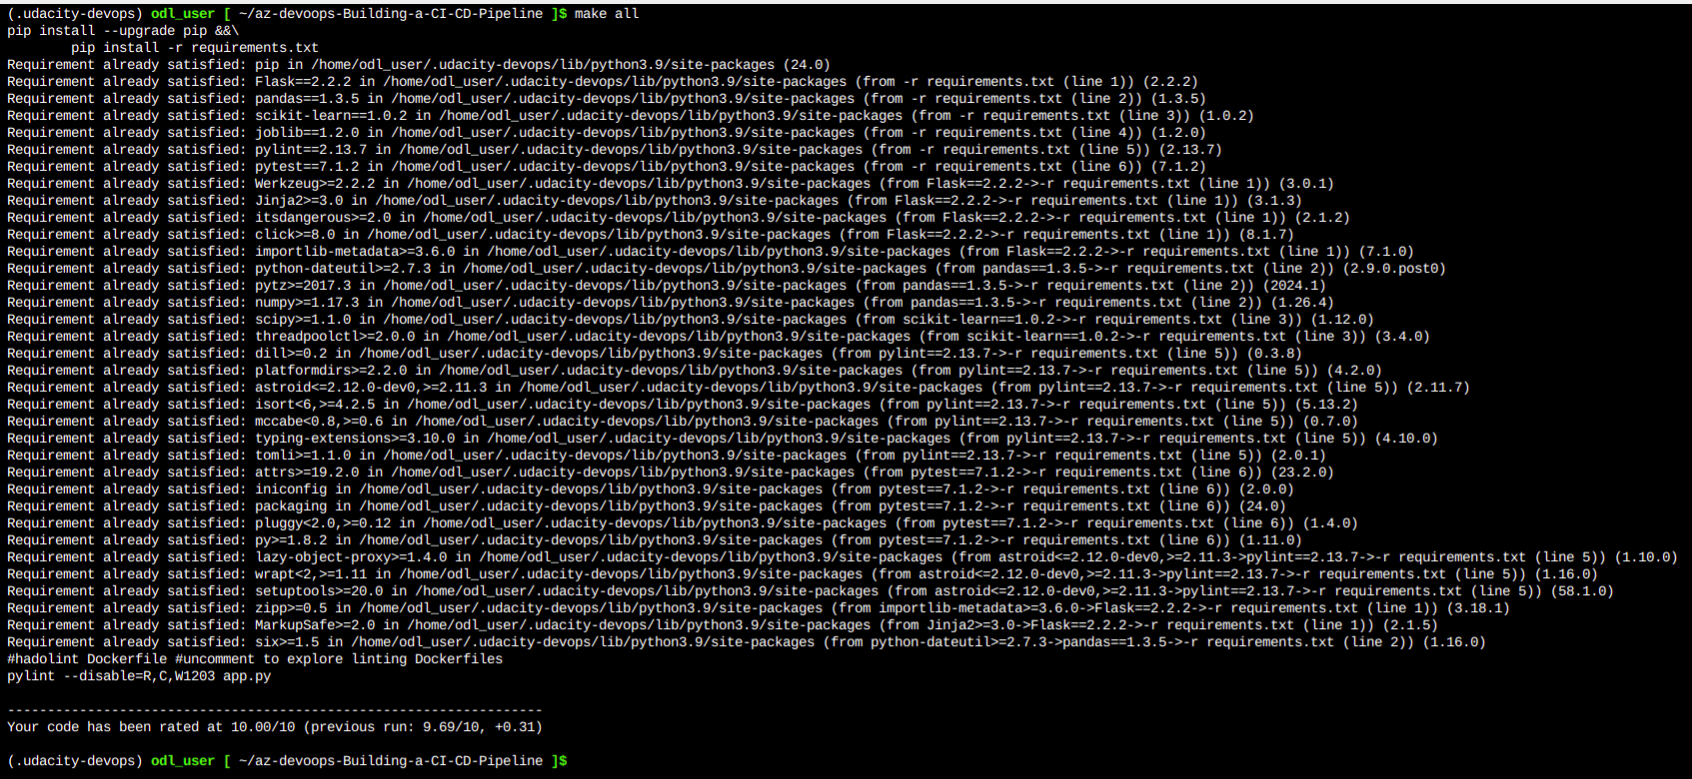 (.udacity-devops) odl_user [ ~/az-devoops-Building-a-CI-CD-Pipeline ]$ make all
pip install --upgrade pip &&\
pip install -r requirements.txt
Requirement already satisfied: pip in /home/odl_user/.udacity-devops/lib/python3.9/site-packages (24.0)
Requirement already satisfied: Flask==2.2.2 in /home/odl_user/.udacity-devops/lib/python3.9/site-packages (from -r requirements.txt (line 1)) (2.2.2)
Requirement already satisfied: pandas==1.3.5 in /home/odl_user/.udacity-devops/lib/python3.9/site-packages (from -r requirements.txt (line 2)) (1.3.5)
Requirement already satisfied: scikit-learn==1.0.2 in /home/odl_user/.udacity-devops/lib/python3.9/site-packages (from -r requirements.txt (line 3)) (1.0.2)
Requirement already satisfied: joblib==1.2.0 in /home/odl_user/.udacity-devops/lib/python3.9/site-packages (from -r requirements.txt (line 4)) (1.2.0)
Requirement already satisfied: pylint==2.13.7 in /home/odl_user/.udacity-devops/lib/python3.9/site-packages (from -r requirements.txt (line 5)) (2.13.7)
Requirement already satisfied: pytest==7.1.2 in /home/odl_user/.udacity-devops/lib/python3.9/site-packages (from -r requirements.txt (line 6)) (7.1.2)
Requirement already satisfied: Werkzeug>=2.2.2 in /home/odl_user/.udacity-devops/lib/python3.9/site-packages (from Flask==2.2.2->-r requirements.txt (line 1)) (3.0.1)
Requirement already satisfied: Jinja2>=3.0 in /home/odl_user/.udacity-devops/lib/python3.9/site-packages (from Flask==2.2.2->-r requirements.txt (line 1)) (3.1.3)
Requirement already satisfied: itsdangerous>=2.0 in /home/odl_user/.udacity-devops/lib/python3.9/site-packages (from Flask==2.2.2->-r requirements.txt (line 1)) (2.1.2)
Requirement already satisfied: click>=8.0 in /home/odl_user/.udacity-devops/lib/python3.9/site-packages (from Flask==2.2.2->-r requirements.txt (line 1)) (8.1.7)
Requirement already satisfied: importlib-metadata>=3.6.0 in /home/odl_user/.udacity-devops/lib/python3.9/site-packages (from Flask==2.2.2->-r requirements.txt (line 1)) (7.1.0)
Requirement already satisfied: python-dateutil>=2.7.3 in /home/odl_user/.udacity-devops/lib/python3.9/site-packages (from pandas==1.3.5->-r requirements.txt (line 2)) (2.9.0.post0)
Requirement already satisfied: pytz>=2017.3 in /home/odl_user/.udacity-devops/lib/python3.9/site-packages (from pandas==1.3.5->-r requirements.txt (line 2)) (2024.1)
Requirement already satisfied: numpy>=1.17.3 in /home/odl_user/.udacity-devops/lib/python3.9/site-packages (from pandas==1.3.5->-r requirements.txt (line 2)) (1.26.4)
Requirement already satisfied: scipy>=1.1.0 in /home/odl_user/.udacity-devops/lib/python3.9/site-packages (from scikit-learn==1.0.2->-r requirements.txt (line 3)) (1.12.0)
Requirement already satisfied: threadpoolctl>=2.0.0 in /home/odl_user/.udacity-devops/lib/python3.9/site-packages (from scikit-learn==1.0.2->-r requirements.txt (line 3)) (3.4.0)
Requirement already satisfied: dill>=0.2 in /home/odl_user/.udacity-devops/lib/python3.9/site-packages (from pylint==2.13.7->-r requirements.txt (line 5)) (0.3.8)
Requirement already satisfied: platformdirs>=2.2.0 in /home/odl_user/.udacity-devops/lib/python3.9/site-packages (from pylint==2.13.7->-r requirements.txt (line 5)) (4.2.0)
Requirement already satisfied: astroid<=2.12.0-dev0,>=2.11.3 in /home/odl_user/.udacity-devops/lib/python3.9/site-packages (from pylint==2.13.7->-r requirements.txt (line 5)) (2.11.7)
Requirement already satisfied: isort<6,>=4.2.5 in /home/odl_user/.udacity-devops/lib/python3.9/site-packages (from pylint==2.13.7->-r requirements.txt (line 5)) (5.13.2)
Requirement already satisfied: mccabe<0.8,>=0.6 in /home/odl_user/.udacity-devops/lib/python3.9/site-packages (from pylint==2.13.7->-r requirements.txt (line 5)) (0.7.0)
Requirement already satisfied: typing-extensions>=3.10.0 in /home/odl_user/.udacity-devops/lib/python3.9/site-packages (from pylint==2.13.7->-r requirements.txt (line 5)) (4.10.0)
Requirement already satisfied: tomli>=1.1.0 in /home/odl_user/.udacity-devops/lib/python3.9/site-packages (from pylint==2.13.7->-r requirements.txt (line 5)) (2.0.1)
Requirement already satisfied: attrs>=19.2.0 in /home/odl_user/.udacity-devops/lib/python3.9/site-packages (from pytest==7.1.2->-r requirements.txt (line 6)) (23.2.0)
Requirement already satisfied: iniconfig in /home/odl_user/.udacity-devops/lib/python3.9/site-packages (from pytest==7.1.2->-r requirements.txt (line 6)) (2.0.0)
Requirement already satisfied: packaging in /home/odl_user/.udacity-devops/lib/python3.9/site-packages (from pytest==7.1.2->-r requirements.txt (line 6)) (24.0)
Requirement already satisfied: pluggy<2.0,>=0.12 in /home/odl_user/.udacity-devops/lib/python3.9/site-packages (from pytest==7.1.2->-r requirements.txt (line 6)) (1.4.0)
Requirement already satisfied: py>=1.8.2 in /home/odl_user/.udacity-devops/lib/python3.9/site-packages (from pytest==7.1.2->-r requirements.txt (line 6)) (1.11.0)
Requirement already satisfied: lazy-object-proxy>=1.4.0 in /home/odl_user/.udacity-devops/lib/python3.9/site-packages (from astroid<=2.12.0-dev0,>=2.11.3->pylint==2.13.7->-r requirements.txt (line 5)) (1.10.0)
Requirement already satisfied: wrapt<2,>=1.11 in /home/odl_user/.udacity-devops/lib/python3.9/site-packages (from astroid<=2.12.0-dev0,>=2.11.3->pylint==2.13.7->-r requirements.txt (line 5)) (1.16.0)
Requirement already satisfied: setuptools>=20.0 in /home/odl_user/.udacity-devops/lib/python3.9/site-packages (from astroid<=2.12.0-dev0,>=2.11.3->pylint==2.13.7->-r requirements.txt (line 5)) (58.1.0)
Requirement already satisfied: zipp>=0.5 in /home/odl_user/.udacity-devops/lib/python3.9/site-packages (from importlib-metadata>=3.6.0->Flask==2.2.2->-r requirements.txt (line 1)) (3.18.1)
Requirement already satisfied: MarkupSafe>=2.0 in /home/odl_user/.udacity-devops/lib/python3.9/site-packages (from Jinja2>=3.0->Flask==2.2.2->-r requirements.txt (line 1)) (2.1.5)
Requirement already satisfied: six>=1.5 in /home/odl_user/.udacity-devops/lib/python3.9/site-packages (from python-dateutil>=2.7.3->pandas==1.3.5->-r requirements.txt (line 2)) (1.16.0)
#hadolint Dockerfile #uncomment to explore linting Dockerfiles
pylint --disable=R,C,W1203 app.py
-------------------------------------------------------------------
Your code has been rated at 10.00/10 (previous run: 9.69/10, +0.31)
(.udacity-devops) odl_user [ ~/az-devoops-Building-a-CI-CD-Pipeline ]$